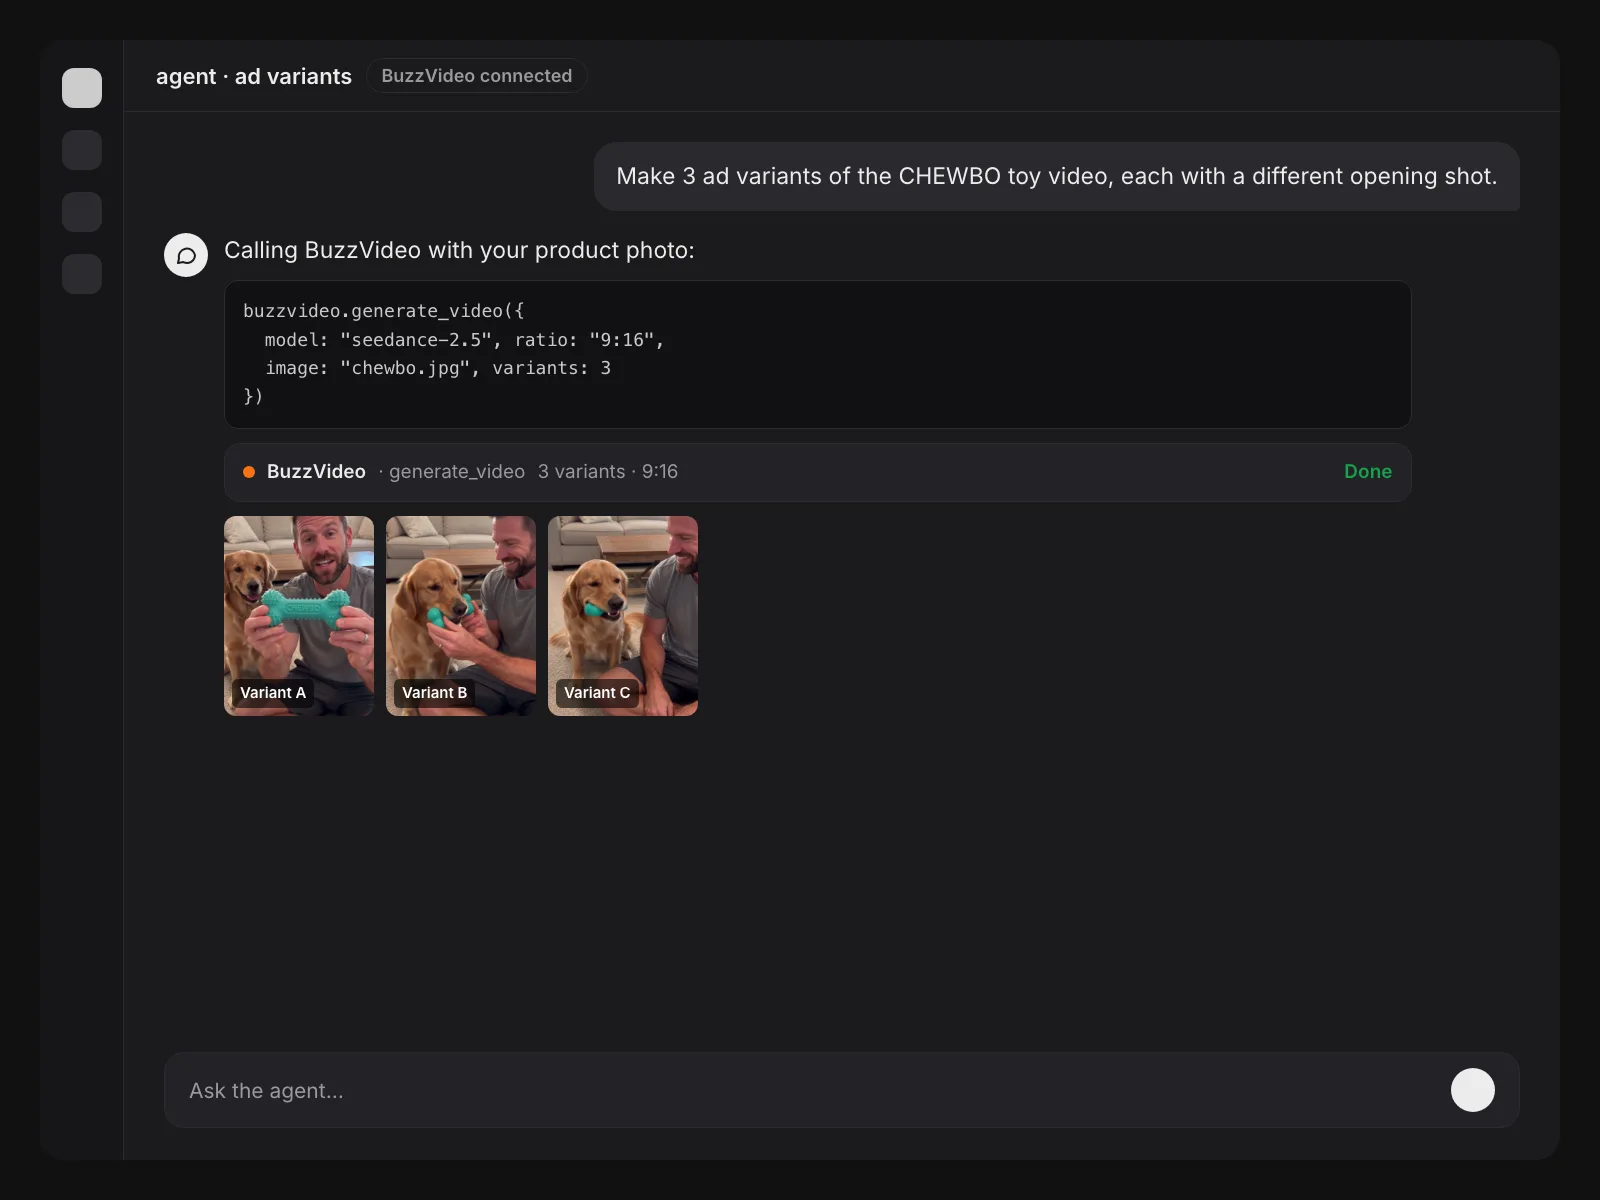 agent · ad variants
BuzzVideo connected
Make 3 ad variants of the CHEWBO toy video, each with a different opening shot.
Calling BuzzVideo with your product photo:
buzzvideo.generate_video({
model: "seedance-2.5", ratio: "9:16",
image: "chewbo.jpg", variants: 3
})
BuzzVideo · generate_video 3 variants · 9:16
Done
CHEWBO
Variant A
Variant B
Variant C
Ask the agent...